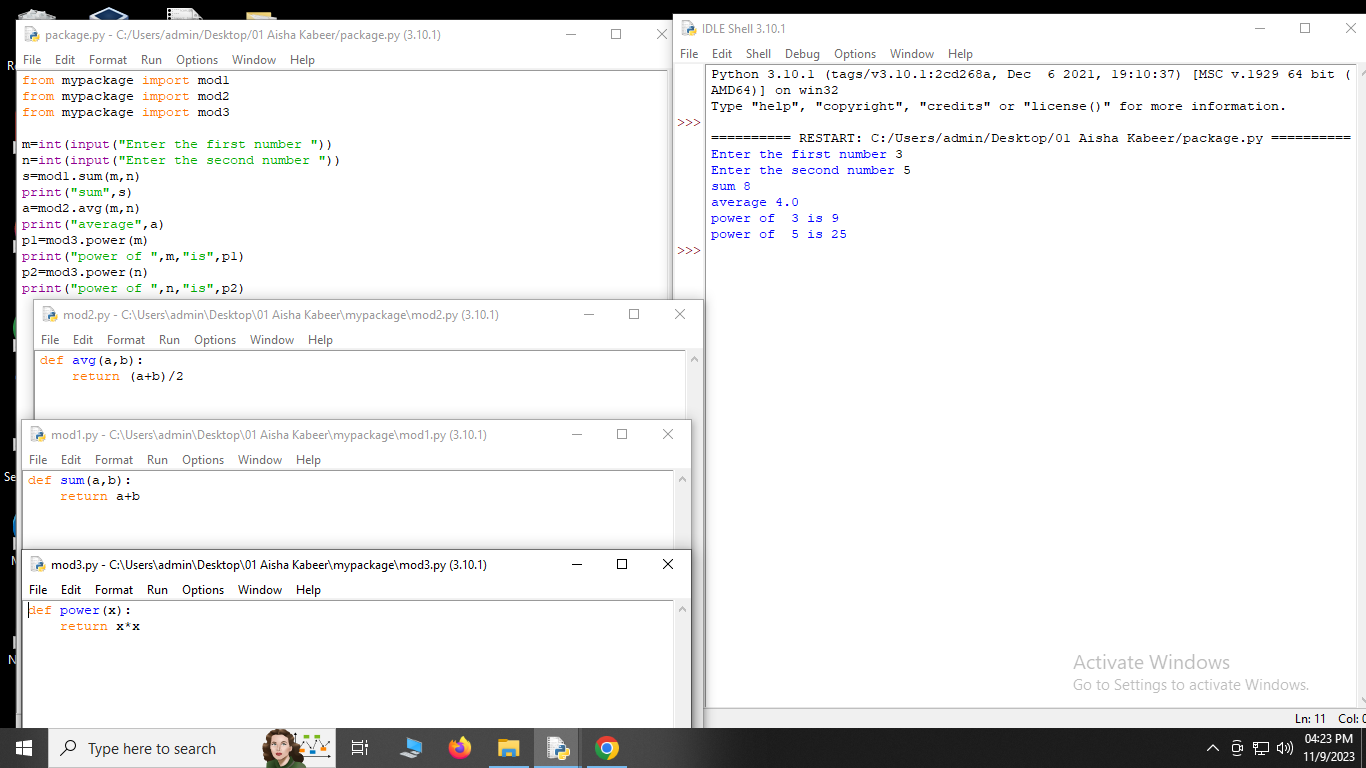 package.py - C:/Users/admin/Desktop/01 Aisha Kabeer/package.py (3.10.1)
File Edit Format Run Options Window Help
from mypackage import mod1
from mypackage import mod2
from mypackage import mod3
m=int(input("Enter the first number "))
n=int(input("Enter the second number "))
s=mod1.sum(m,n)
print("sum",s)
a=mod2.avg(m,n)
print("average",a)
p1=mod3.power(m)
print("power of ",m,"is",p1)
p2=mod3.power(n)
print("power of ",n,"is",p2)
mod2.py - C:\Users\admin\Desktop\01 Aisha Kabeer\mypackage\mod2.py (3.10.1)
File Edit Format Run Options Window Help
def avg(a,b):
    return (a+b)/2
mod1.py - C:\Users\admin\Desktop\01 Aisha Kabeer\mypackage\mod1.py (3.10.1)
File Edit Format Run Options Window Help
def sum(a,b):
    return a+b
mod3.py - C:\Users\admin\Desktop\01 Aisha Kabeer\mypackage\mod3.py (3.10.1)
File Edit Format Run Options Window Help
def power(x):
    return x*x
IDLE Shell 3.10.1
File Edit Shell Debug Options Window Help
Python 3.10.1 (tags/v3.10.1:2cd268a, Dec  6 2021, 19:10:37) [MSC v.1929 64 bit (
AMD64)] on win32
Type "help", "copyright", "credits" or "license()" for more information.
>>>
========== RESTART: C:/Users/admin/Desktop/01 Aisha Kabeer/package.py ==========
Enter the first number 3
Enter the second number 5
sum 8
average 4.0
power of  3 is 9
power of  5 is 25
>>>
Activate Windows
Go to Settings to activate Windows.
Ln: 11 Col: 0
Type here to search
04:23 PM
11/9/2023